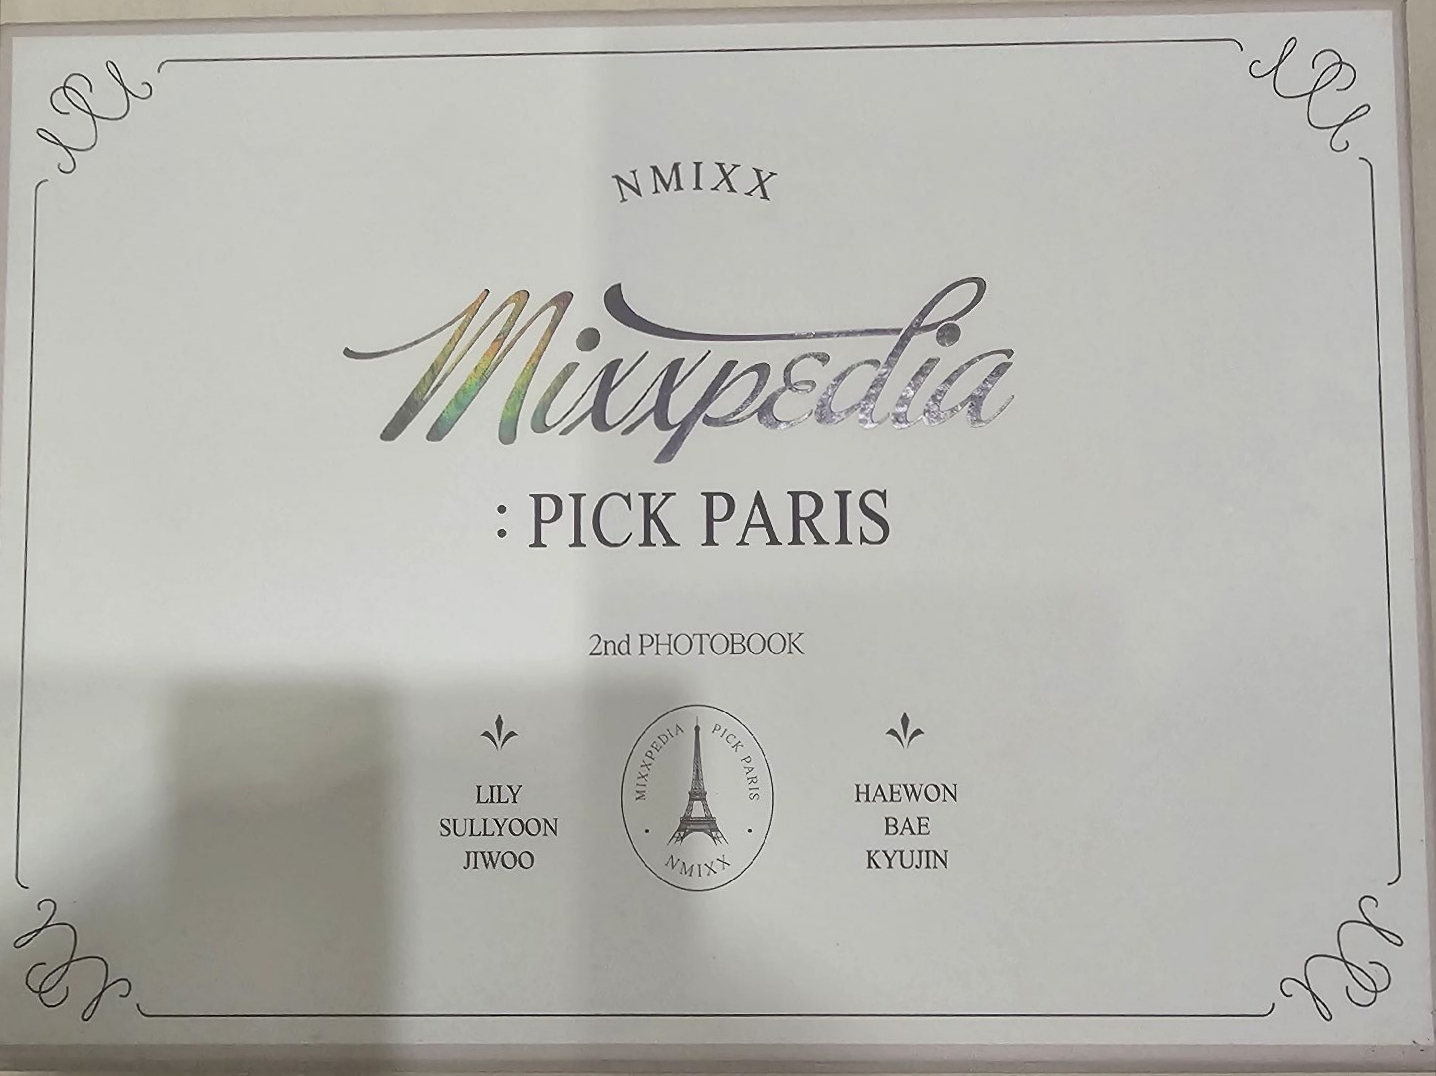 NMIXX
Mixxpedia
: PICK PARIS
2nd PHOTOBOOK
LILY
SULLYOON
JIWOO
MIXXPEDIA PICK PARIS
NMIXX
HAEWON
BAE
KYUJIN